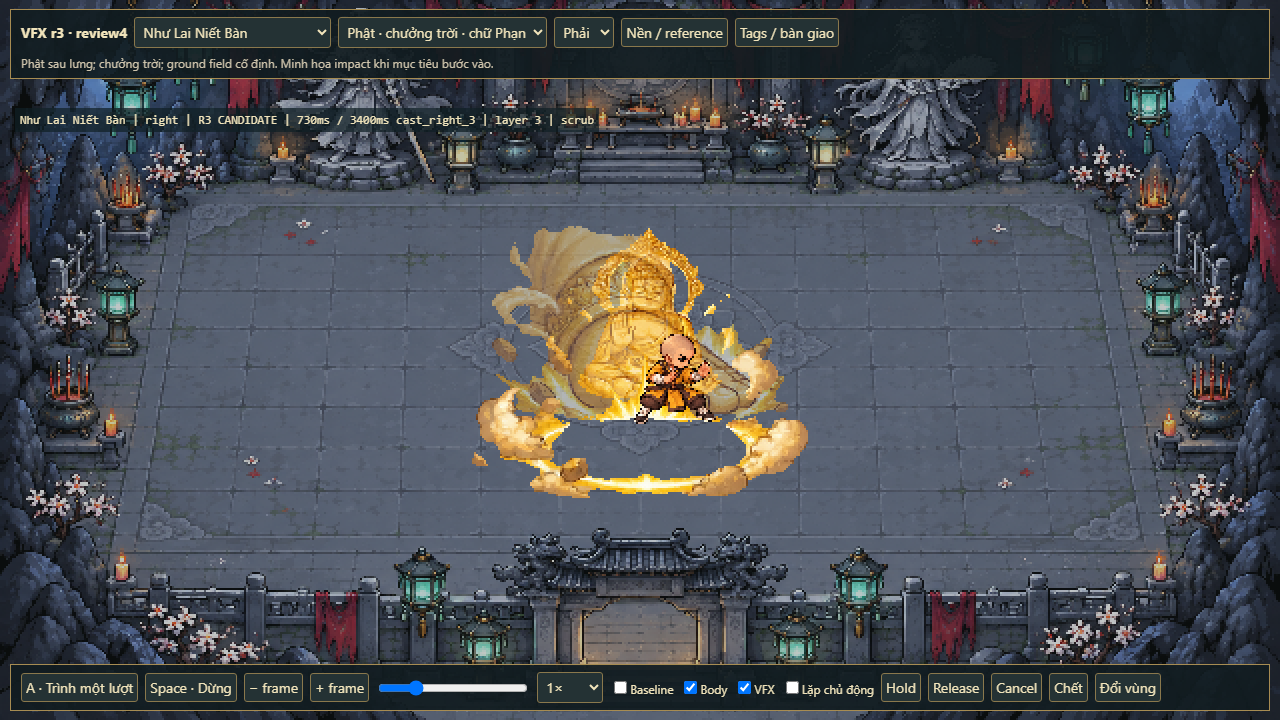 VFX r3 · review4
Như Lai Niết Bàn
Phật · chưởng trời · chữ Phạn
Phải
Nền / reference
Tags / bàn giao
Phật sau lưng; chưởng trời; ground field cố định. Minh họa impact khi mục tiêu bước vào.
Như Lai Niết Bàn | right | R3 CANDIDATE | 730ms / 3400ms cast_right_3 | layer 3 | scrub
A · Trình một lượt
Space · Dừng
− frame
+ frame
1×
Baseline
Body
VFX
Lặp chủ động
Hold
Release
Cancel
Chết
Đổi vùng